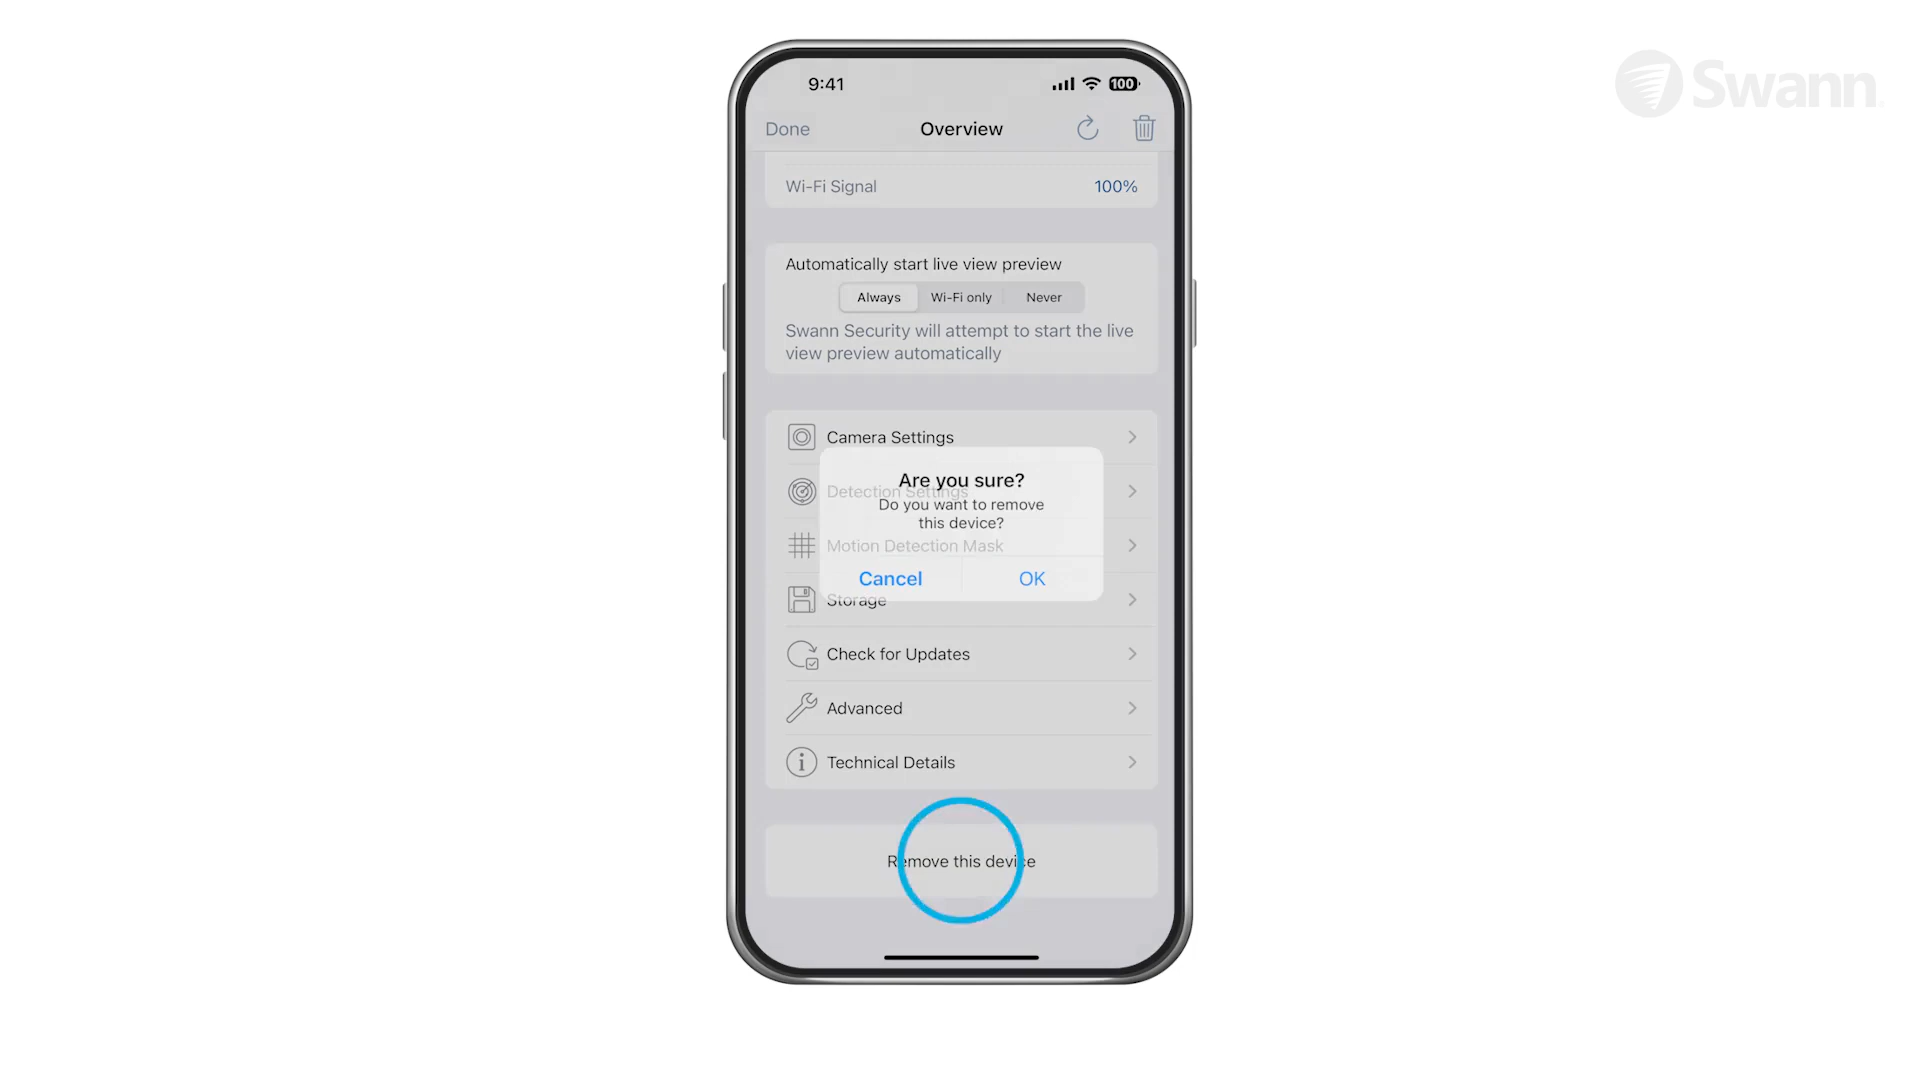 Swann
9:41
100
Done
Overview
Wi-Fi Signal
100%
Automatically start live view preview
Always
Wi-Fi only
Never
Swann Security will attempt to start the live
view preview automatically
Camera Settings
Are you sure?
Detection Settings
Do you want to remove
this device?
Motion Detection Mask
Cancel
OK
Storage
Check for Updates
Advanced
Technical Details
Remove this device